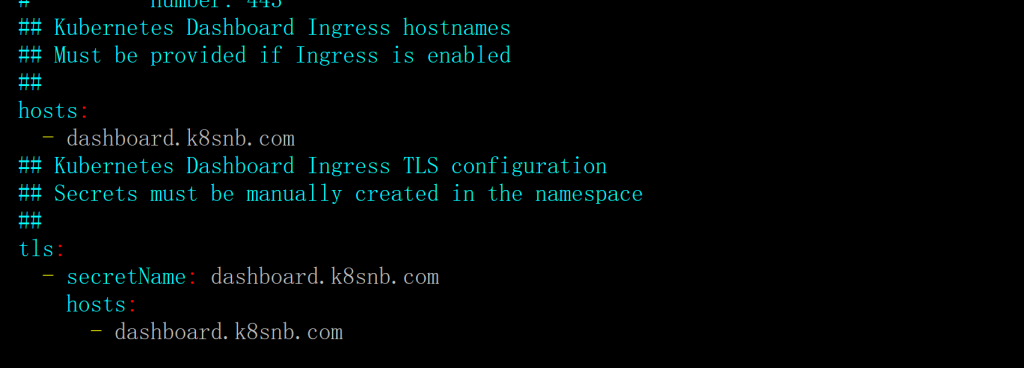 #          number: 443
## Kubernetes Dashboard Ingress hostnames
## Must be provided if Ingress is enabled
##
hosts:
  - dashboard.k8snb.com
## Kubernetes Dashboard Ingress TLS configuration
## Secrets must be manually created in the namespace
##
tls:
  - secretName: dashboard.k8snb.com
    hosts:
      - dashboard.k8snb.com